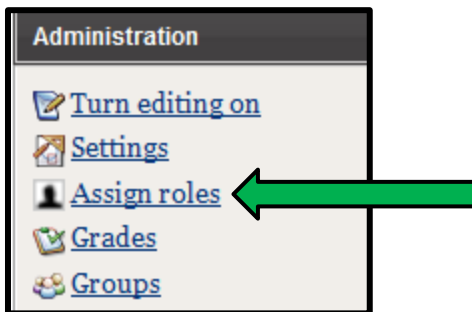 Administration
Turn editing on
Settings
Assign roles
Grades
Groups